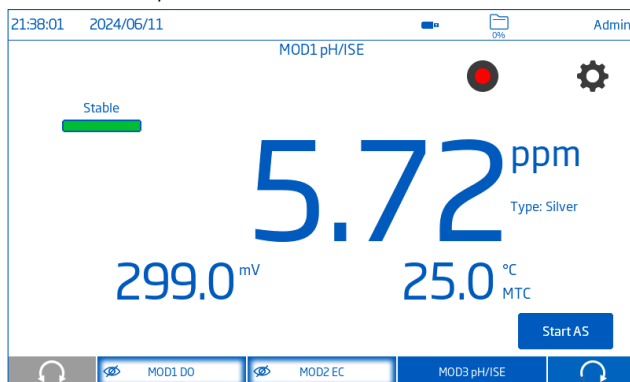 21:38:01 2024/06/11 0% Admin
MOD1 pH/ISE
Stable
5.72 ppm
Type: Silver
299.0 mV 25.0 °C
MTC
Start AS
MOD1 DO MOD2 EC MOD3 pH/ISE